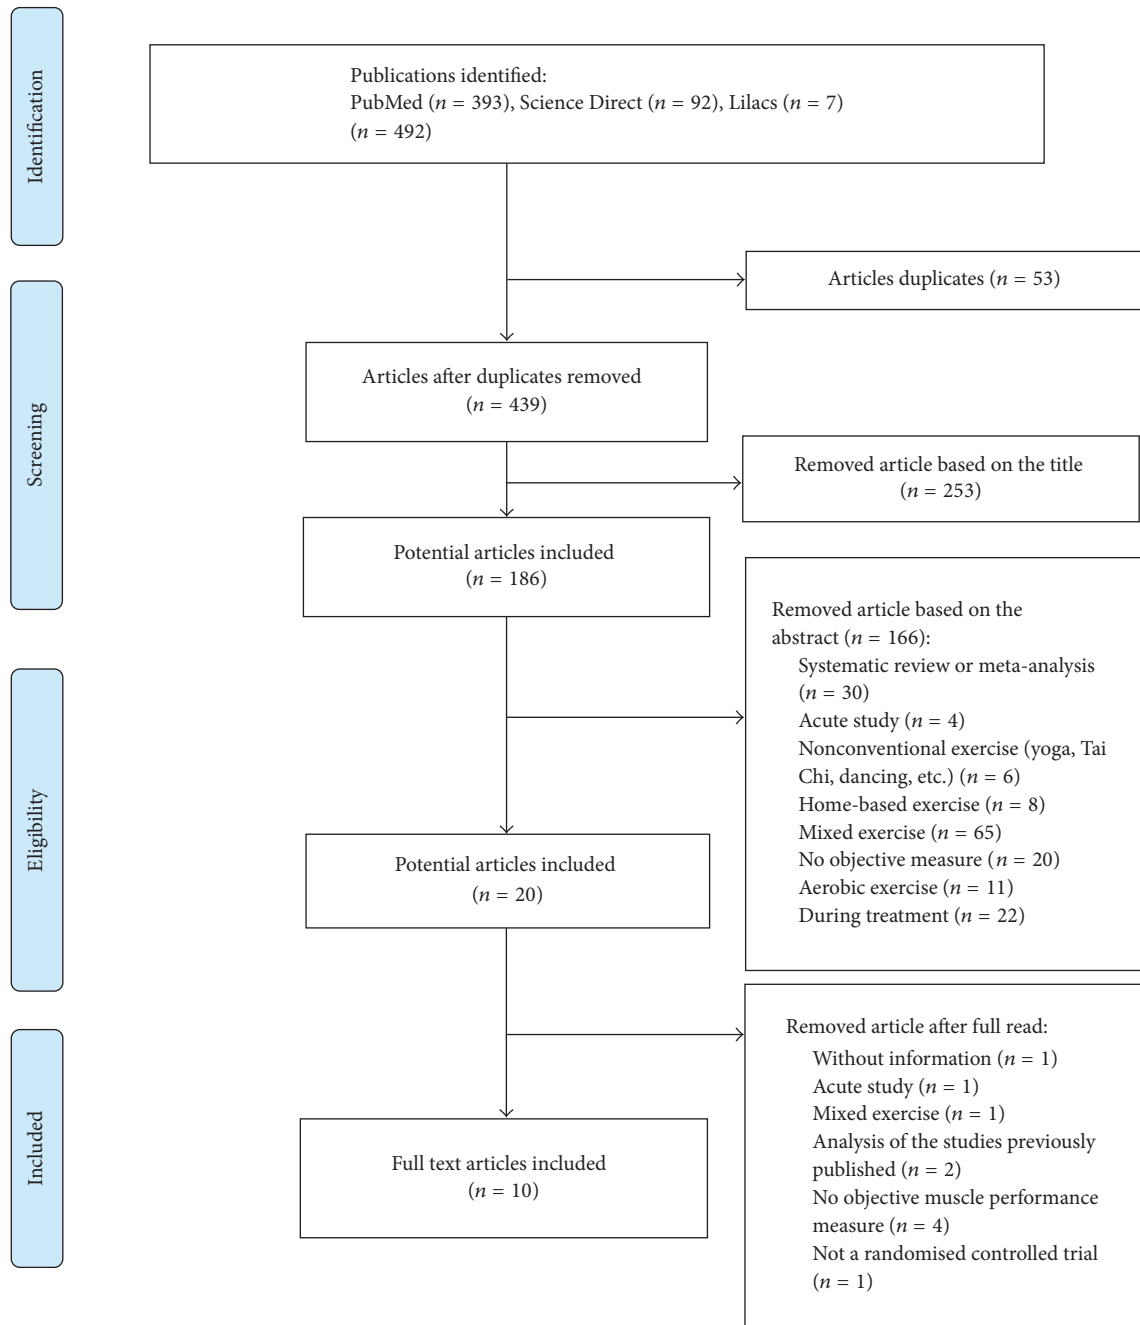 Identification
Publications identified:
PubMed (n = 393), Science Direct (n = 92), Lilacs (n = 7)
(n = 492)
Articles duplicates (n = 53)
Screening
Articles after duplicates removed
(n = 439)
Removed article based on the title
(n = 253)
Potential articles included
(n = 186)
Removed article based on the
abstract (n = 166):
Systematic review or meta-analysis
(n = 30)
Acute study (n = 4)
Nonconventional exercise (yoga, Tai
Chi, dancing, etc.) (n = 6)
Home-based exercise (n = 8)
Mixed exercise (n = 65)
No objective measure (n = 20)
Aerobic exercise (n = 11)
During treatment (n = 22)
Eligibility
Potential articles included
(n = 20)
Removed article after full read:
Without information (n = 1)
Acute study (n = 1)
Mixed exercise (n = 1)
Analysis of the studies previously
published (n = 2)
No objective muscle performance
measure (n = 4)
Not a randomised controlled trial
(n = 1)
Included
Full text articles included
(n = 10)